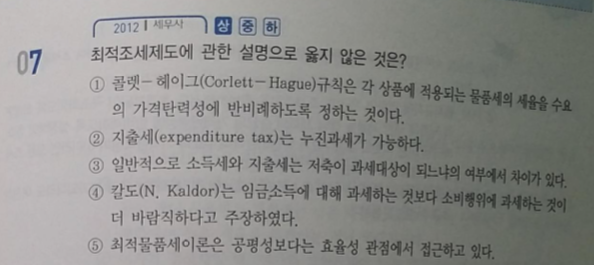 2012 세무사 상 중 하
07 최적조세제도에 관한 설명으로 옳지 않은 것은?
① 콜렛-헤이그(Corlett-Hague)규칙은 각 상품에 적용되는 물품세의 세율을 수요
의 가격탄력성에 반비례하도록 정하는 것이다.
② 지출세(expenditure tax)는 누진과세가 가능하다.
③ 일반적으로 소득세와 지출세는 저축이 과세대상이 되느냐의 여부에서 차이가 있다.
④ 칼도(N. Kaldor)는 임금소득에 대해 과세하는 것보다 소비행위에 과세하는 것이
더 바람직하다고 주장하였다.
⑤ 최적물품세이론은 공평성보다는 효율성 관점에서 접근하고 있다.